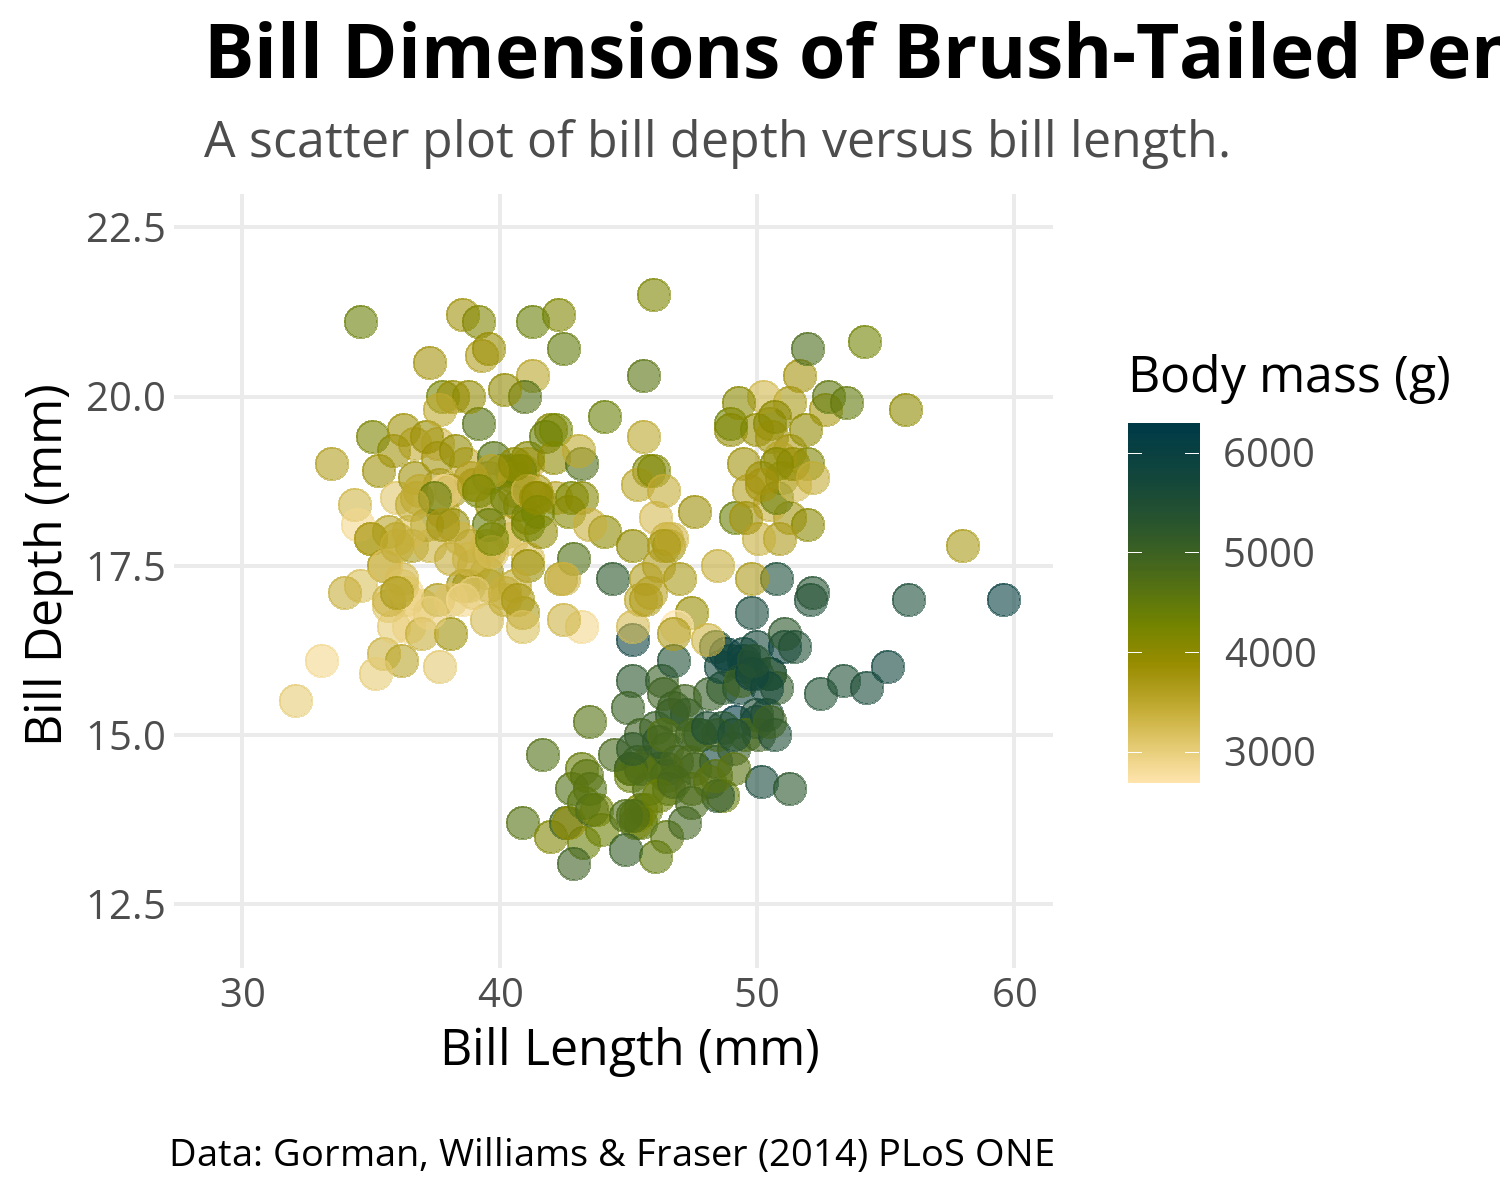 Bill Dimensions of Brush-Tailed
A scatter plot of bill depth versus bill length.
22.5
20.0
17.5
15.0
12.5
Bill Depth (mm)
30 40 50 60
Bill Length (mm)
Body mass (g)
6000
5000
4000
3000
Data: Gorman, Williams & Fraser (2014) PLoS ONE